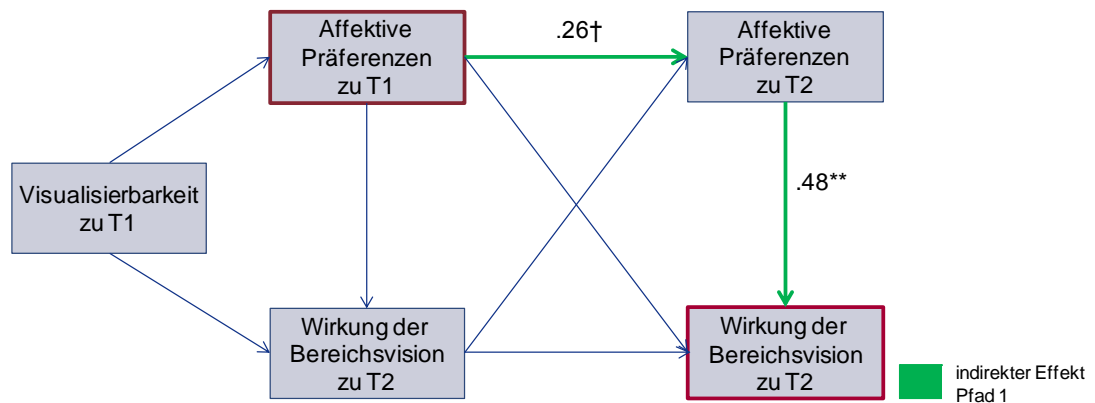 Affektive
Präferenzen
zu T1
.26†
Affektive
Präferenzen
zu T2
Visualisierbarkeit
zu T1
.48**
Wirkung der
Bereichsvision
zu T2
Wirkung der
Bereichsvision
zu T2
indirekter Effekt
Pfad 1